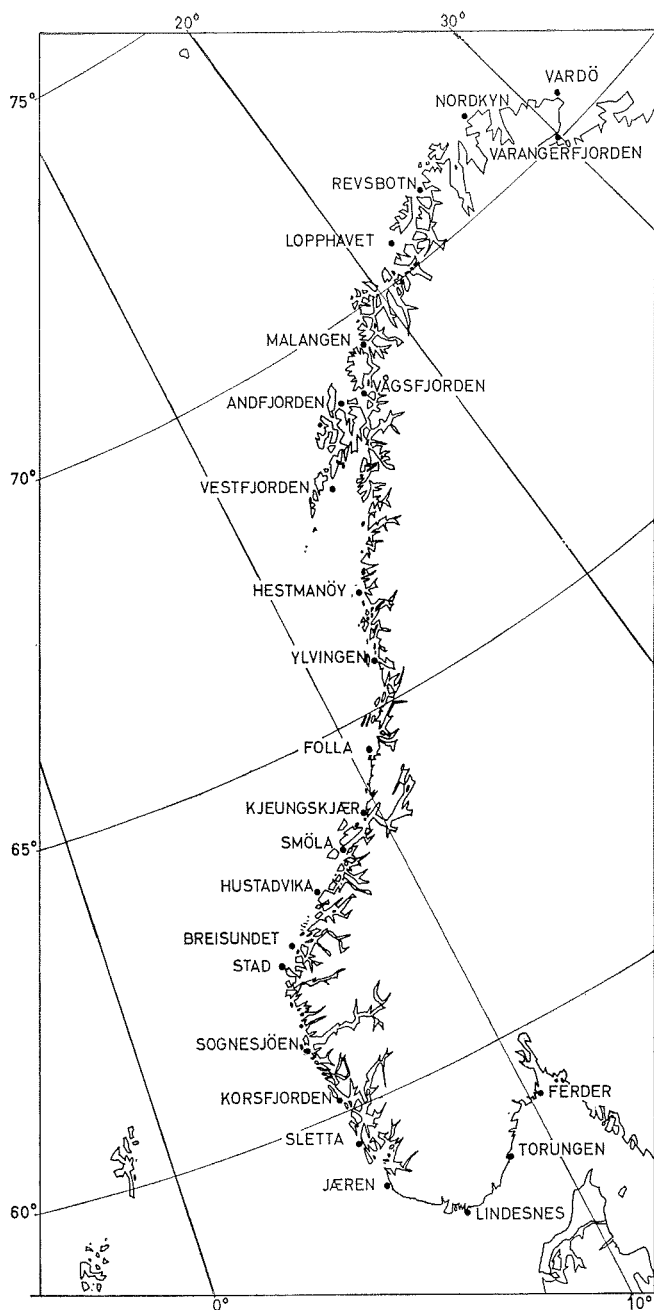 20°
30°
75°
VARDÖ
NORDKYN
VARANGERFJORDEN
REVSBOTN
LOPPHAVET
MALANGEN
VÅGSFJORDEN
ANDFJORDEN
70°
VESTFJORDEN
HESTMANÖY
YLVINGEN
FOLLA
KJEUNGSKJÆR
SMÖLA
65°
HUSTADVIKA
BREISUNDET
STAD
SOGNESJÖEN
KORSFJORDEN
FERDER
SLETTA
TORUNGEN
JÆREN
LINDESNES
60°
0°
10°